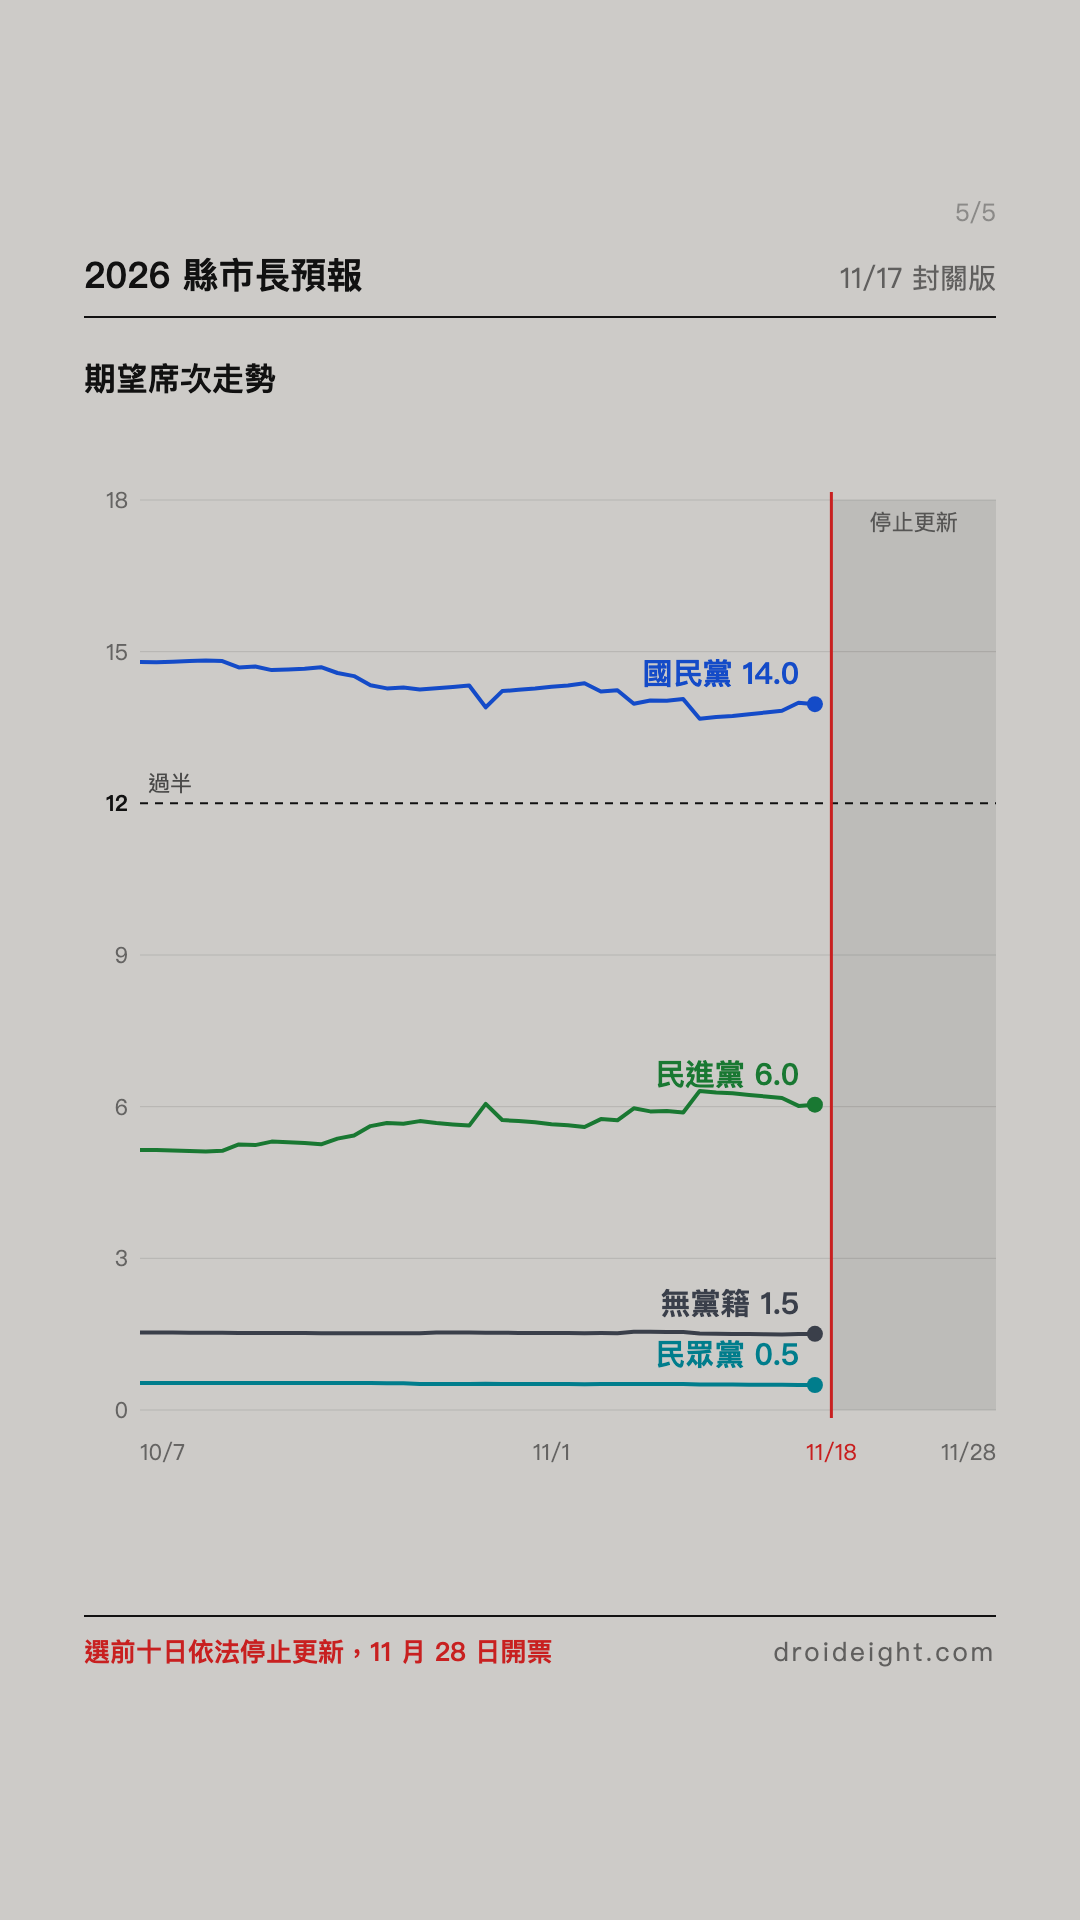 5/5
2026 縣市長預報
11/17 封關版
期望席次走勢
18
停止更新
15
國民黨 14.0
過半
12
9
民進黨 6.0
6
3
無黨籍 1.5
民眾黨 0.5
0
10/7
11/1
11/18
11/28
選前十日依法停止更新，11 月 28 日開票
droideight.com